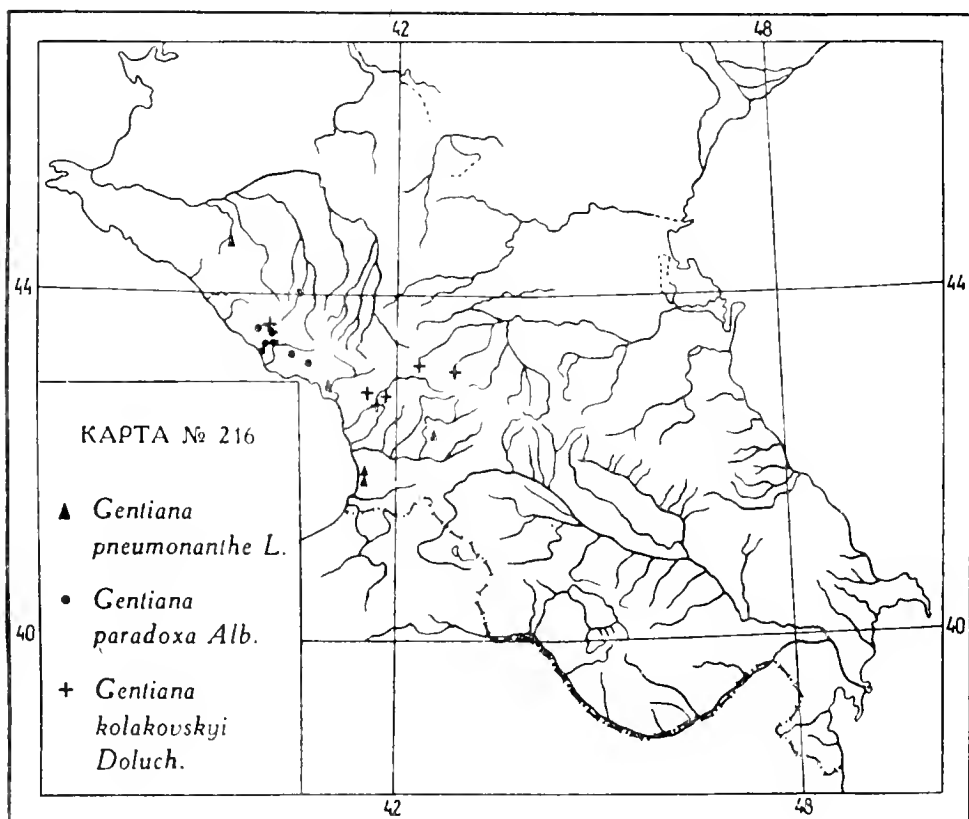 42 48
44 44
КАРТА № 216
Gentiana
pneumonanthe L.
Gentiana
paradoxa Alb.
40 40
Gentiana
kolakovskyi
Doluch.
42 48